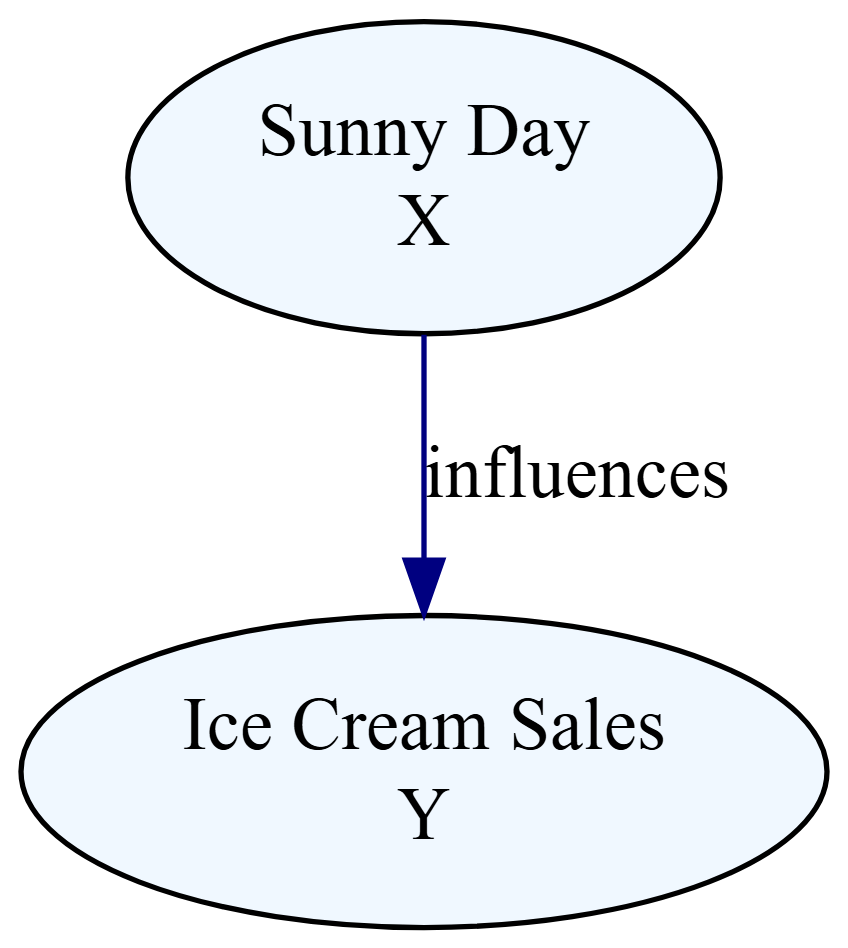 Sunny Day
X
influences
Ice Cream Sales
Y